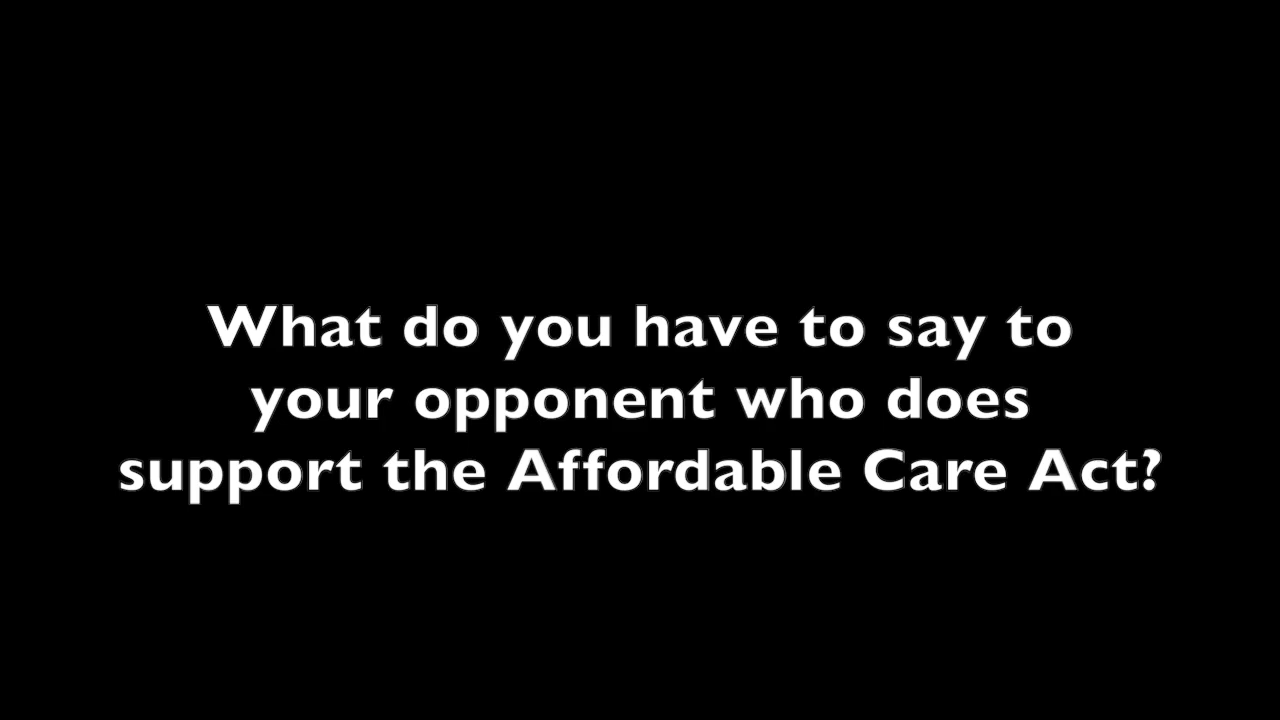 What do you have to say to
your opponent who does
support the Affordable Care Act?